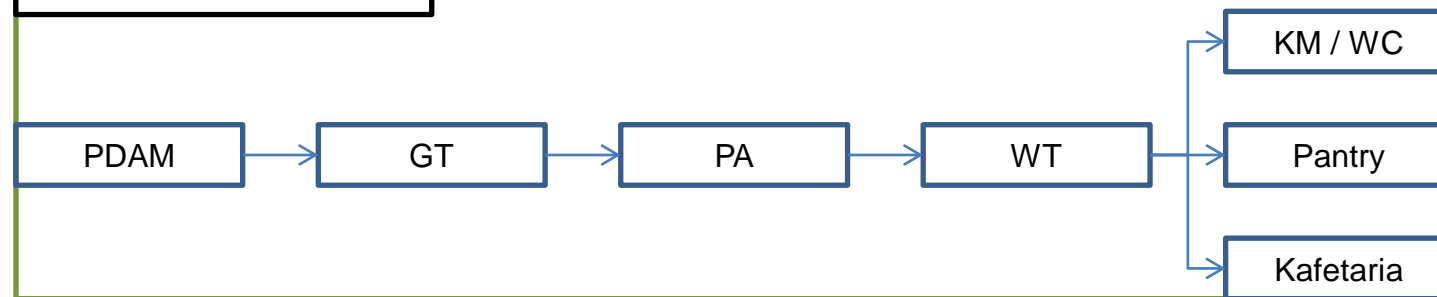 KM / WC
PDAM
GT
PA
WT
Pantry
Kafetaria